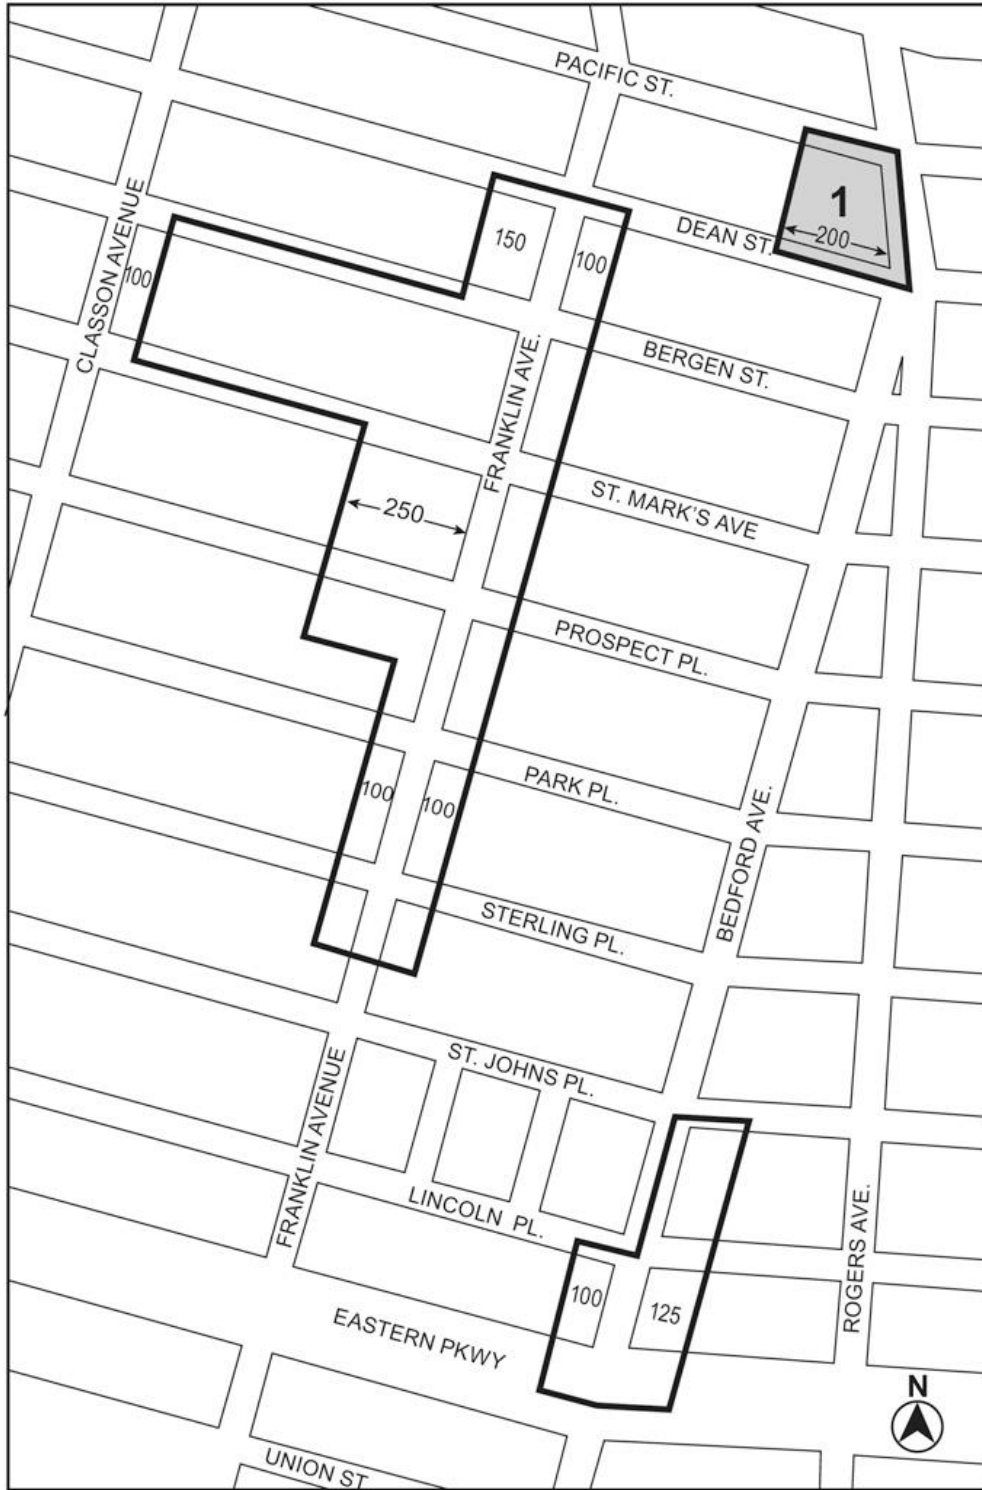 PACIFIC ST.
1
DEAN ST.
200
150
100
CLASSON AVENUE
100
FRANKLIN AVE.
BERGEN ST.
250
ST. MARK'S AVE
PROSPECT PL.
PARK PL.
100
100
BEDFORD AVE.
STERLING PL.
ST. JOHNS PL.
FRANKLIN AVENUE
LINCOLN PL.
ROGERS AVE.
100
125
EASTERN PKWY
N
UNION ST